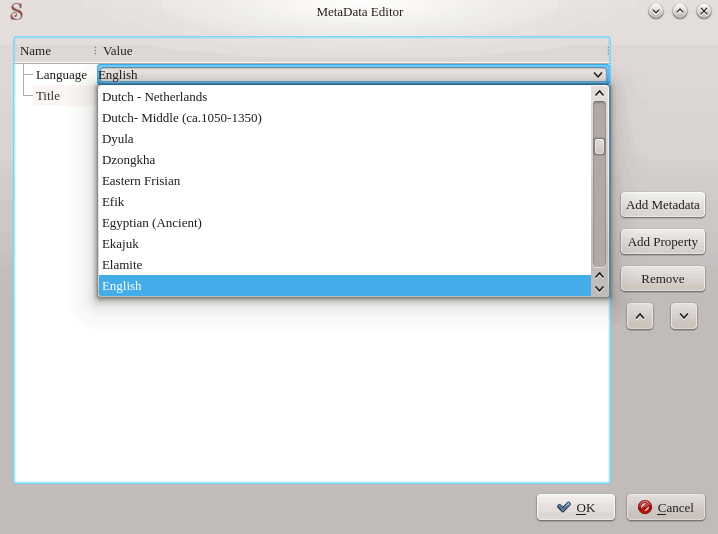 MetaData Editor
Name Value
Language English
Title
Dutch - Netherlands
Dutch- Middle (ca.1050-1350)
Dyula
Dzongkha
Eastern Frisian
Efik
Egyptian (Ancient)
Ekajuk
Elamite
English
Add Metadata
Add Property
Remove
OK
Cancel